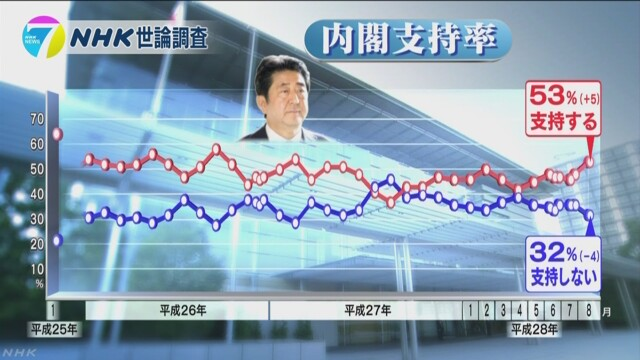 7
NHK NEWS
NHK世論調査
内閣支持率
53%(+5)
支持する
70
60
50
40
30
20
10
%
32%(-4)
支持しない
1
平成26年
平成27年
1 2 3 4 5 6 7 8 月
平成25年
平成28年
NHK